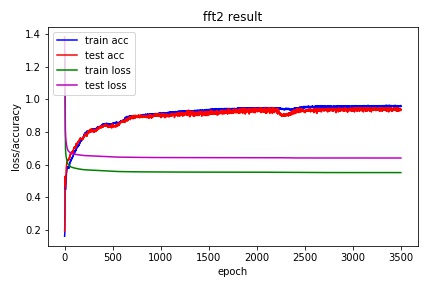 fft2 result
train acc
test acc
train loss
test loss
loss/accuracy
1.4
1.2
1.0
0.8
0.6
0.4
0.2
0 500 1000 1500 2000 2500 3000 3500
epoch